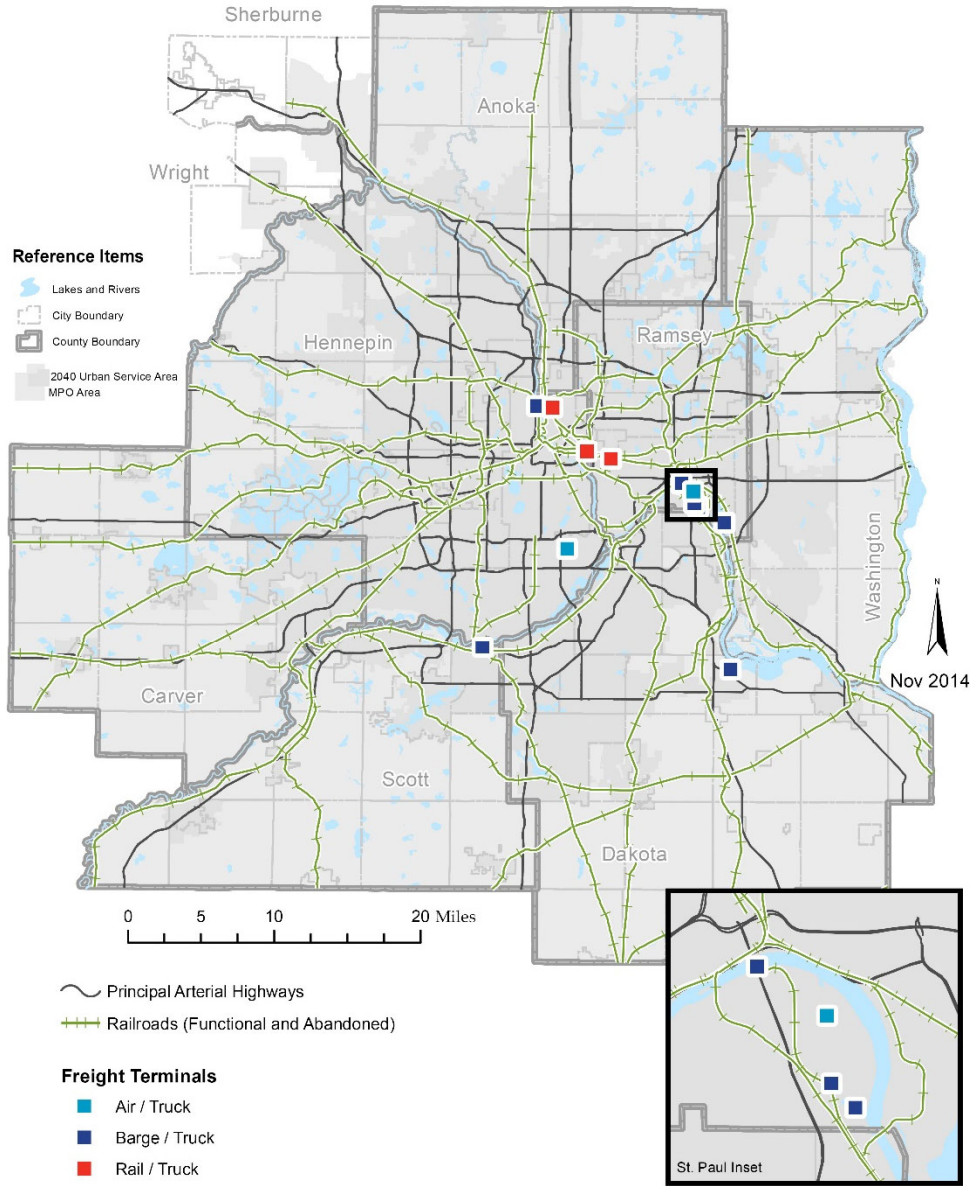 Sherburne
Anoka
Wright
Reference Items
Lakes and Rivers
City Boundary
County Boundary
2040 Urban Service Area
MPO Area
Hennepin
Ramsey
Washington
N
Nov 2014
Carver
Scott
Dakota
0 5 10 20 Miles
Principal Arterial Highways
Railroads (Functional and Abandoned)
Freight Terminals
Air / Truck
Barge / Truck
Rail / Truck
St. Paul Inset